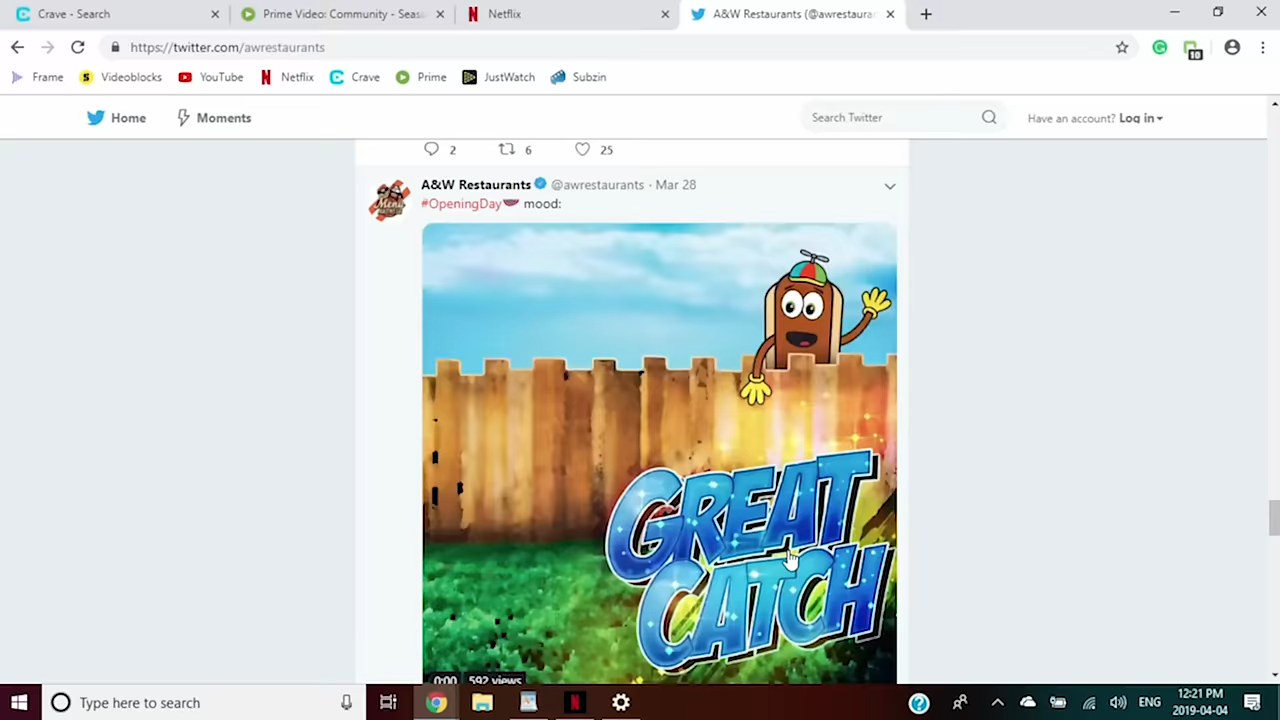 Crave - Search
Prime Video: Community - Seas
Netflix
A&W Restaurants (@awrestaura
https://twitter.com/awrestaurants
10
Frame
Videoblocks
YouTube
Netflix
Crave
Prime
JustWatch
Subzin
Home
Moments
Search Twitter
Have an account? Log in
2
6
25
A&W Restaurants @awrestaurants · Mar 28
#OpeningDay mood:
GREAT
CATCH
0:00 592 views
Type here to search
ENG
12:21 PM
2019-04-04